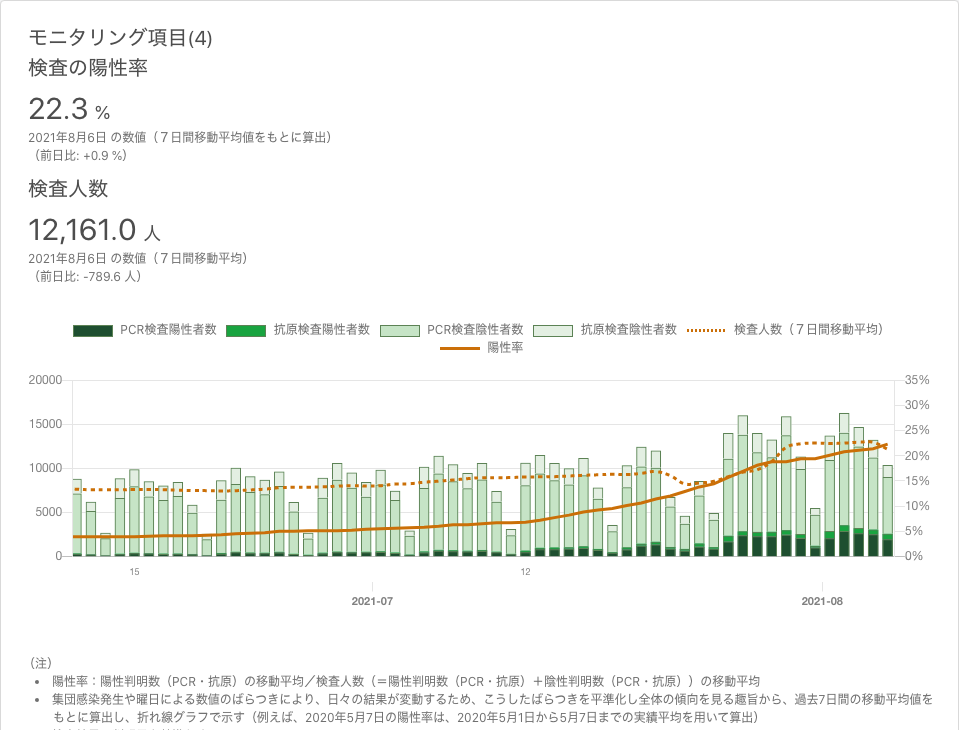 モニタリング項目(4)
検査の陽性率
22.3 %
2021年8月6日 の数値（７日間移動平均値をもとに算出）
（前日比: +0.9 %）
検査人数
12,161.0 人
2021年8月6日 の数値（７日間移動平均）
（前日比: -789.6 人）
PCR検査陽性者数 抗原検査陽性者数 PCR検査陰性者数 抗原検査陰性者数 検査人数（７日間移動平均）
陽性率
20000 35%
30%
15000 25%
20%
10000 15%
5000 10%
5%
0 0%
15 12
2021-07 2021-08
（注）
• 陽性率：陽性判明数（PCR・抗原）の移動平均／検査人数（＝陽性判明数（PCR・抗原）＋陰性判明数（PCR・抗原））の移動平均
• 集団感染発生や曜日による数値のばらつきにより、日々の結果が変動するため、こうしたばらつきを平準化し全体の傾向を見る趣旨から、過去7日間の移動平均値を
もとに算出し、折れ線グラフで示す（例えば、2020年5月7日の陽性率は、2020年5月1日から5月7日までの実績平均を用いて算出）